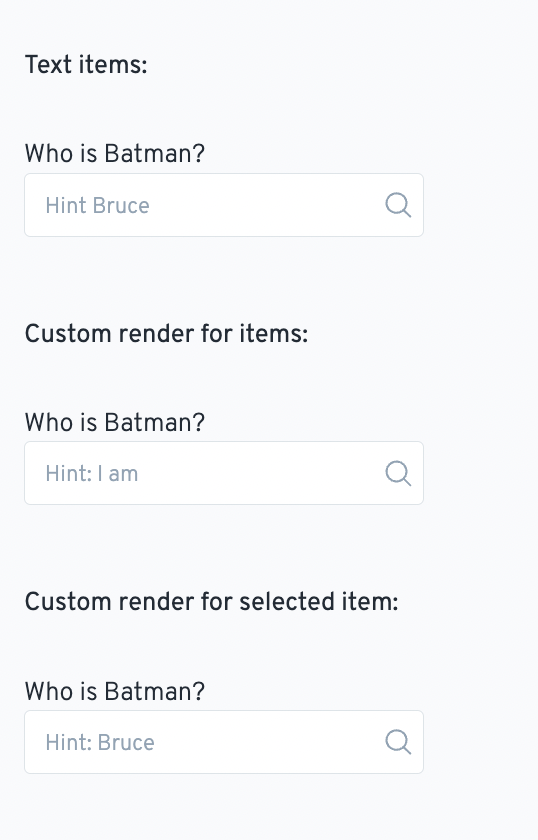 Text items:
Who is Batman?
Hint Bruce
Custom render for items:
Who is Batman?
Hint: I am
Custom render for selected item:
Who is Batman?
Hint: Bruce